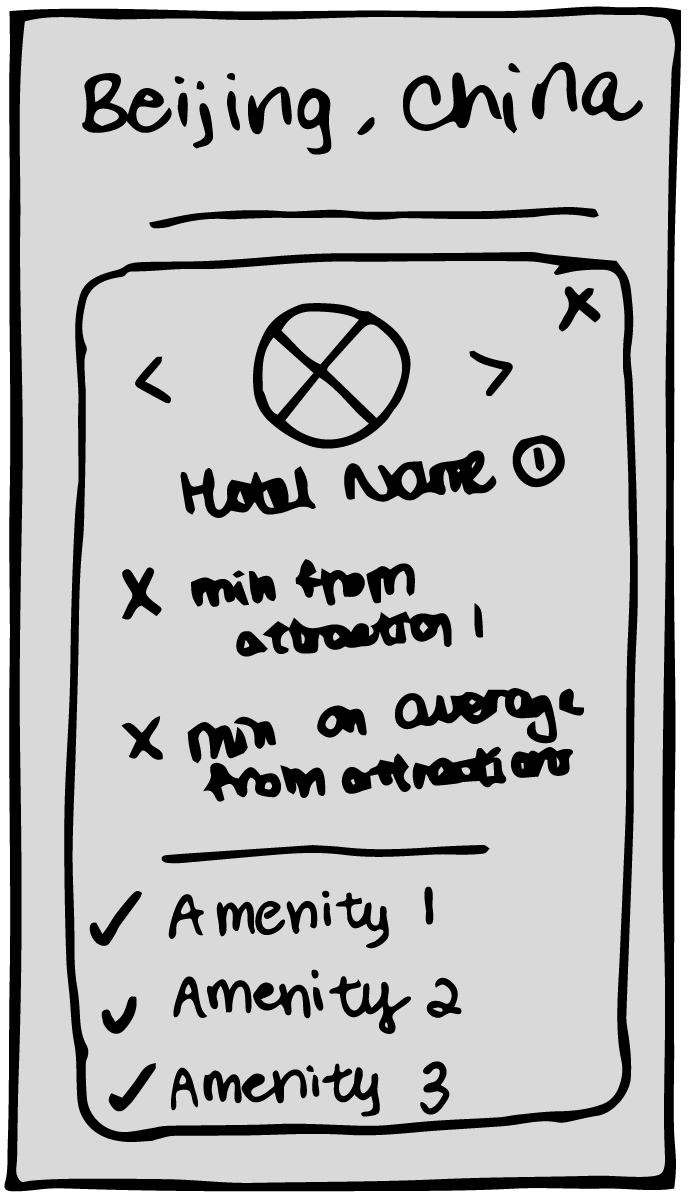 Beijing, China
X
< >
Hotel Name ①
X min from
attraction 1
X min on average
from attractions
✓ Amenity 1
✓ Amenity 2
✓ Amenity 3